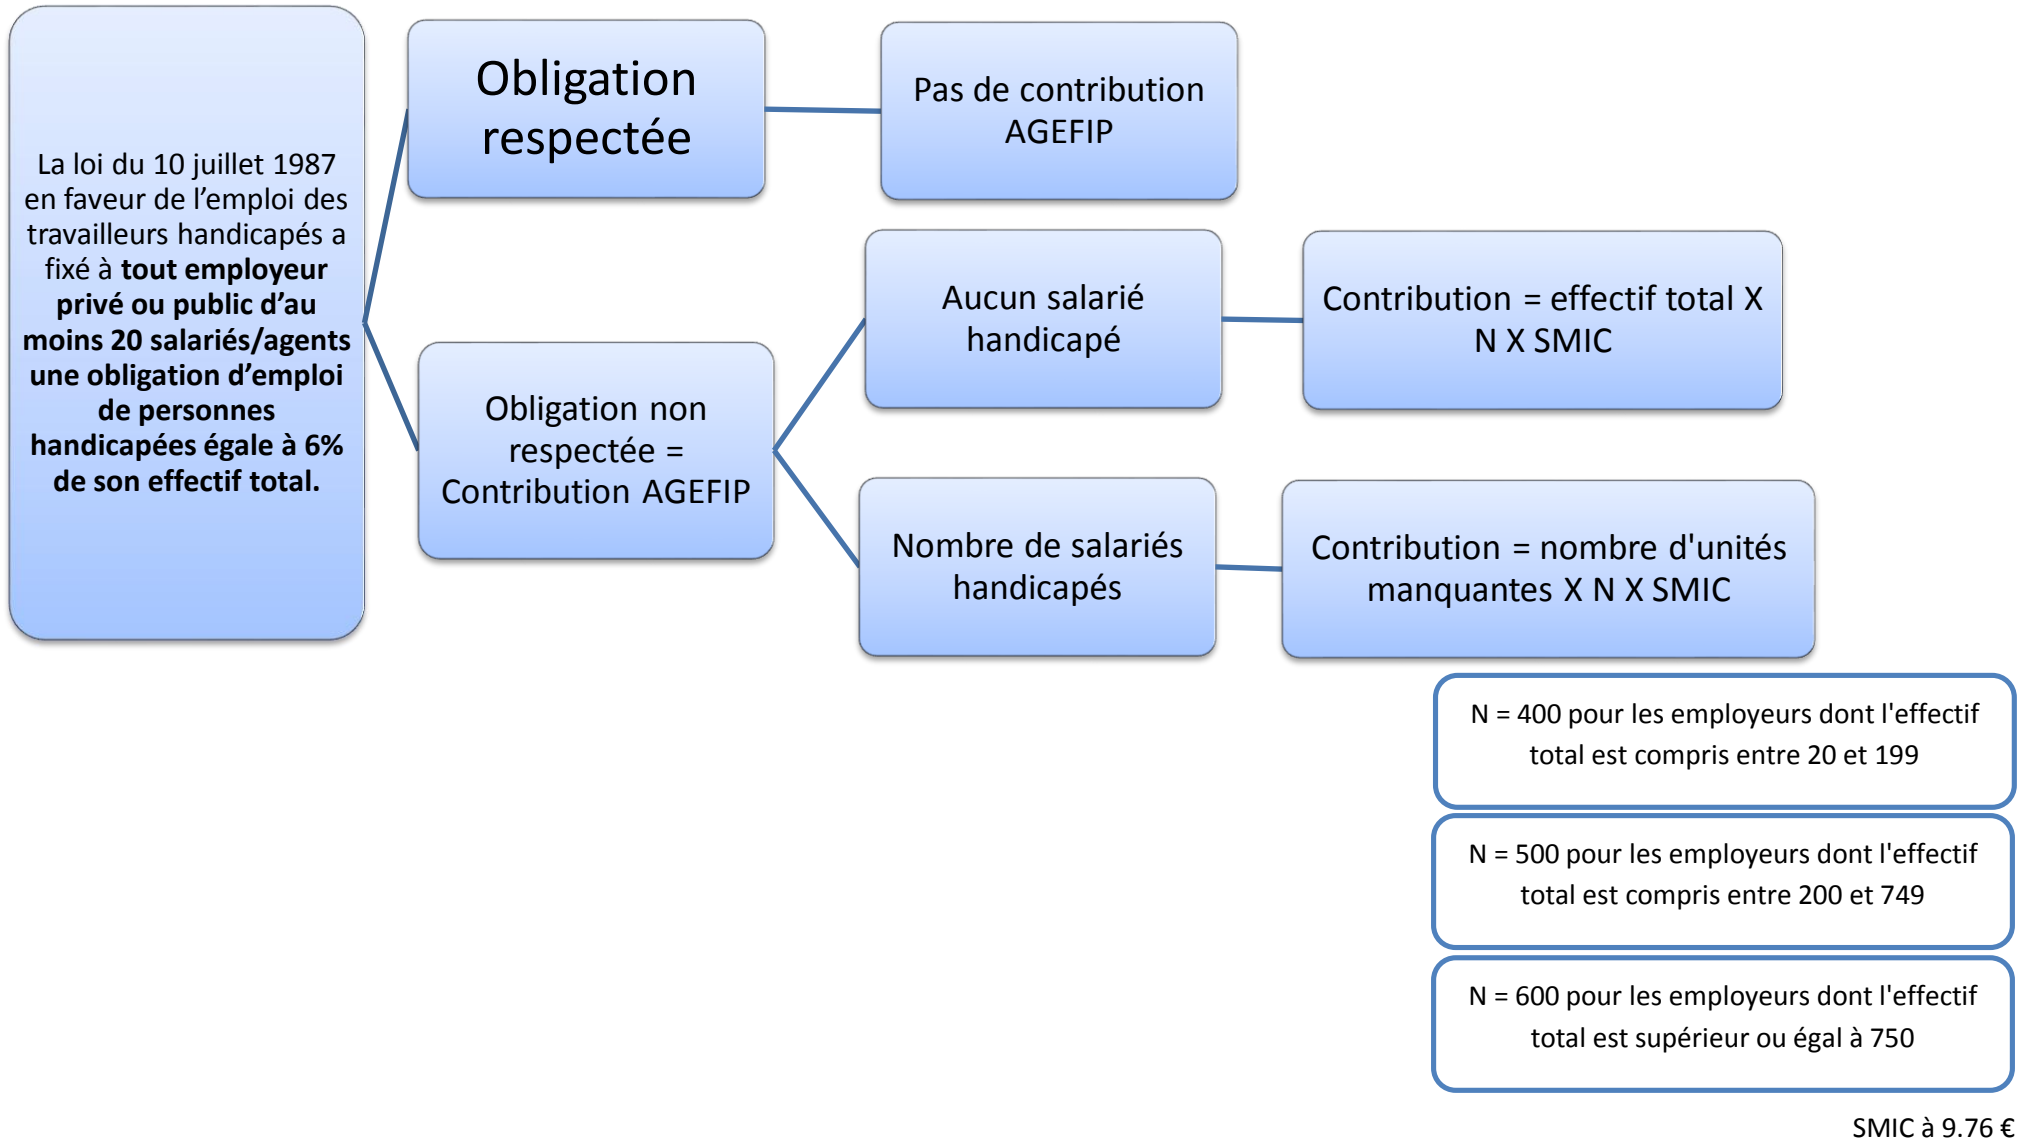 La loi du 10 juillet 1987
en faveur de l’emploi des
travailleurs handicapés a
fixé à tout employeur
privé ou public d’au
moins 20 salariés/agents
une obligation d’emploi
de personnes
handicapées égale à 6%
de son effectif total.
Obligation
respectée
Pas de contribution
AGEFIP
Obligation non
respectée =
Contribution AGEFIP
Aucun salarié
handicapé
Contribution = effectif total X
N X SMIC
Nombre de salariés
handicapés
Contribution = nombre d'unités
manquantes X N X SMIC
N = 400 pour les employeurs dont l'effectif
total est compris entre 20 et 199
N = 500 pour les employeurs dont l'effectif
total est compris entre 200 et 749
N = 600 pour les employeurs dont l'effectif
total est supérieur ou égal à 750
SMIC à 9.76 €